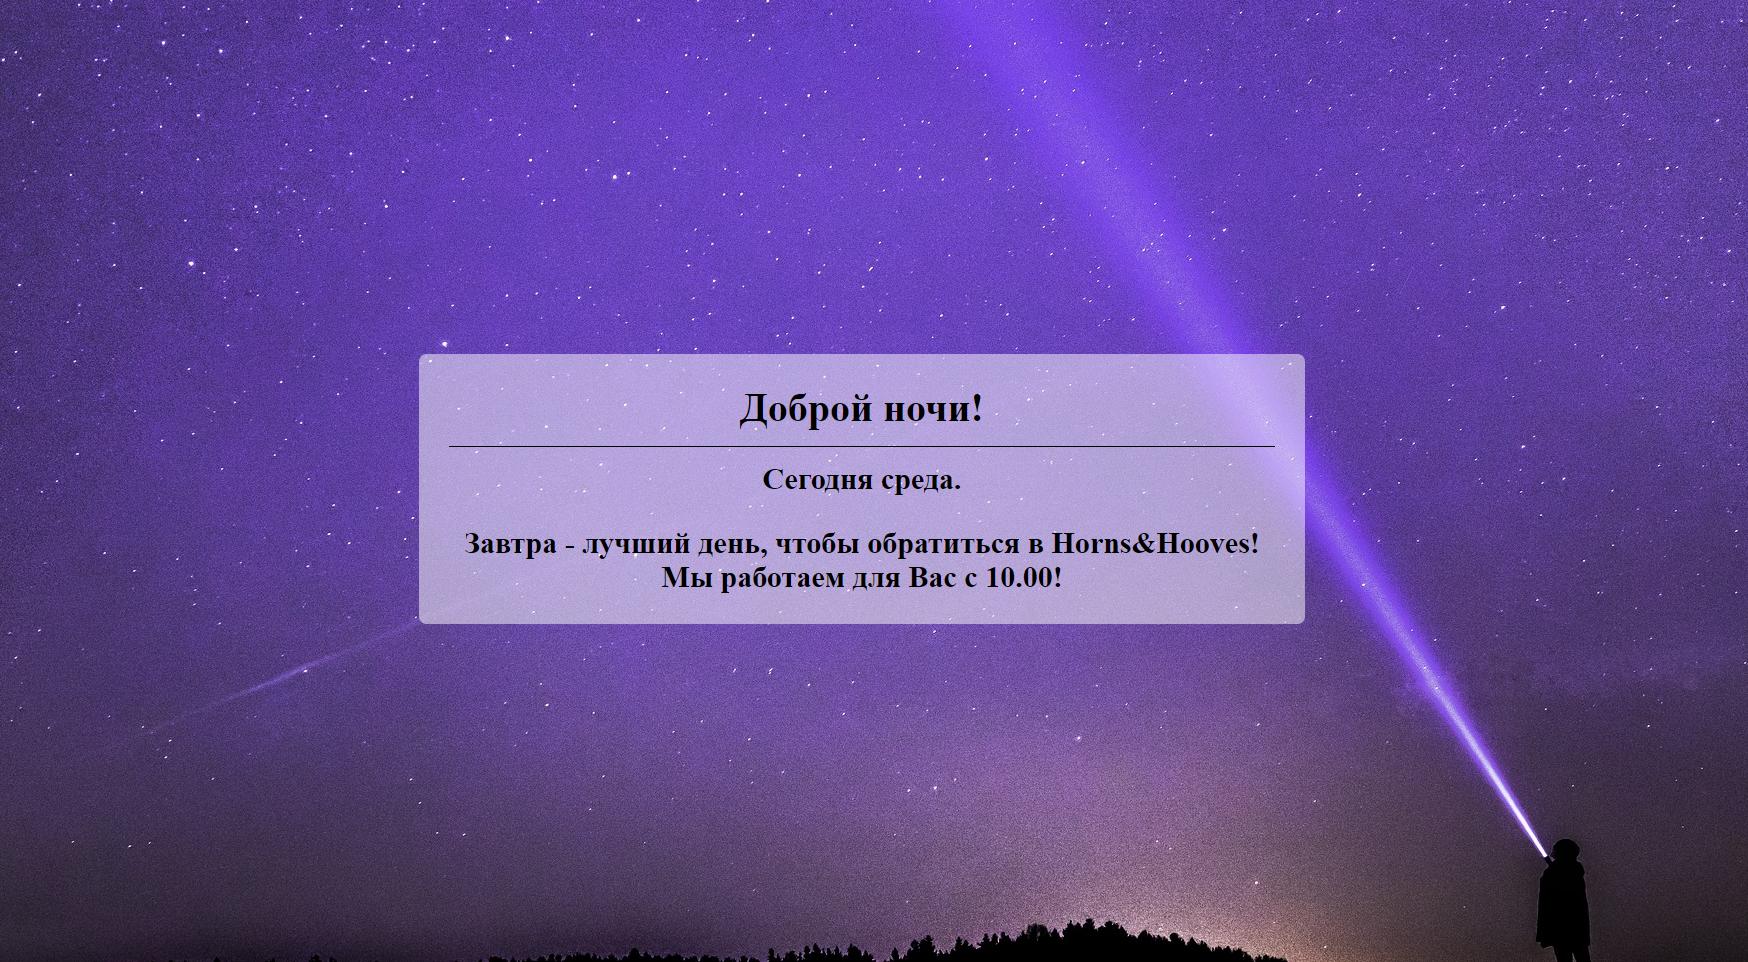 Доброй ночи!
Сегодня среда.
Завтра - лучший день, чтобы обратиться в Horns&Hooves!
Мы работаем для Вас с 10.00!